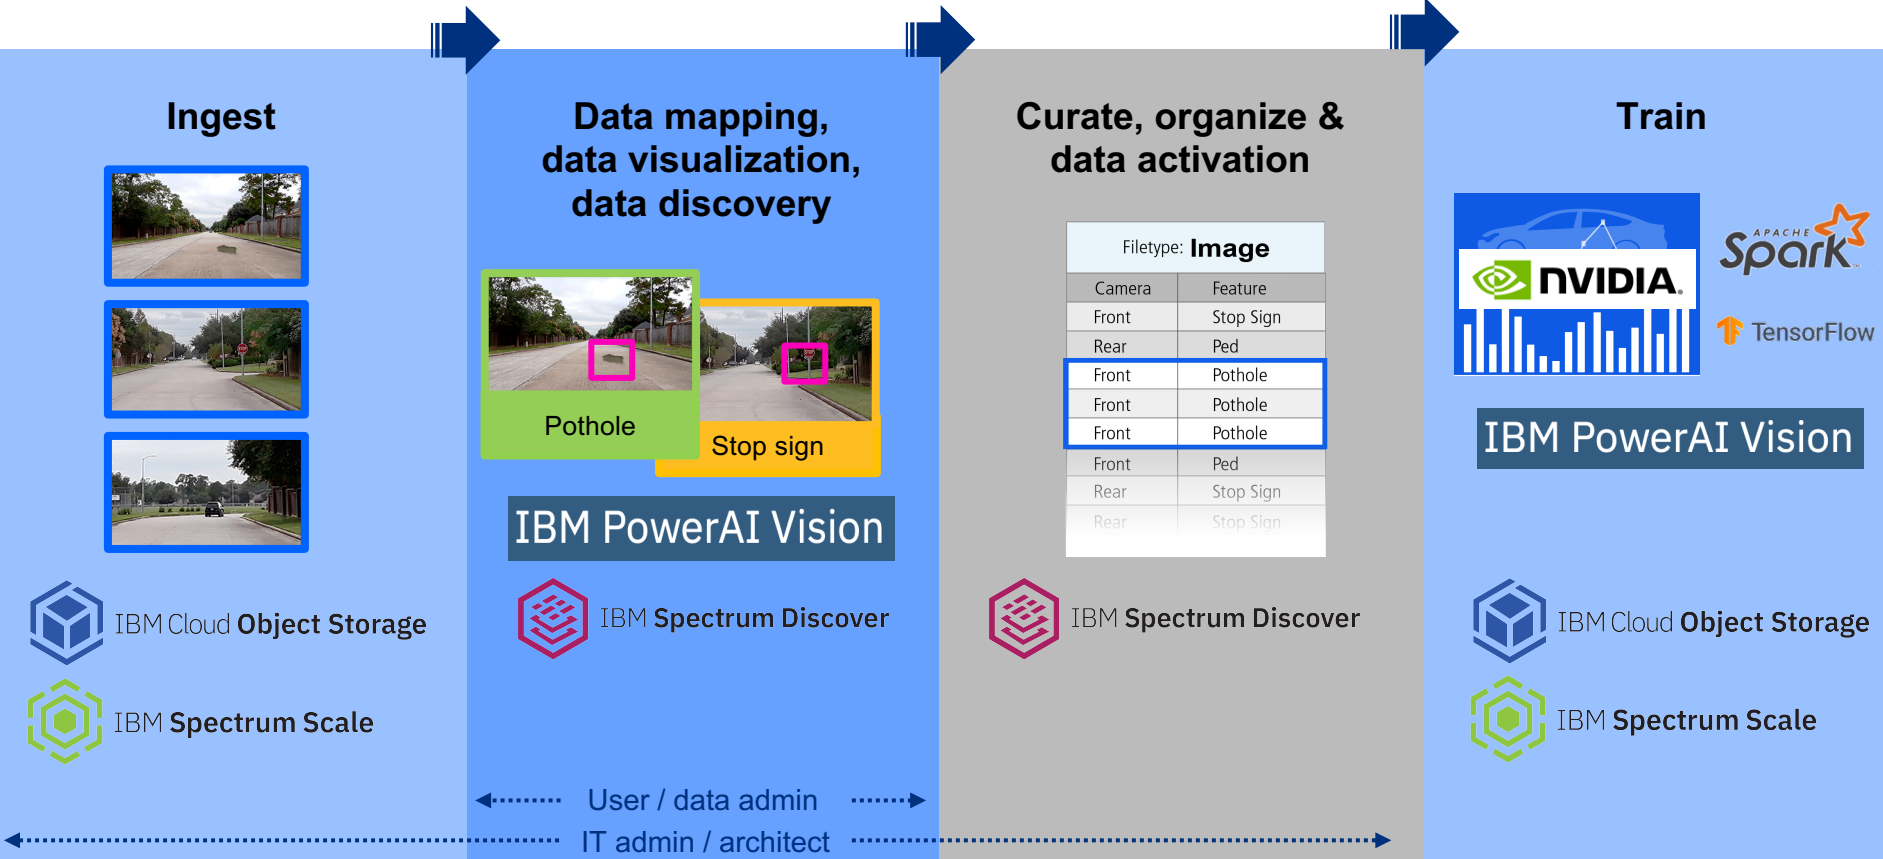 Ingest
IBM Cloud Object Storage
IBM Spectrum Scale
Data mapping,
data visualization,
data discovery
Pothole
STOP
Stop sign
IBM PowerAI Vision
IBM Spectrum Discover
Curate, organize &
data activation
Filetype: Image
Camera Feature
Front Stop Sign
Rear Ped
Front Pothole
Front Pothole
Front Pothole
Front Ped
Rear Stop Sign
Rear Stop Sign
IBM Spectrum Discover
Train
NVIDIA.
APACHE
Spark™
TensorFlow
IBM PowerAI Vision
IBM Cloud Object Storage
IBM Spectrum Scale
User / data admin
IT admin / architect